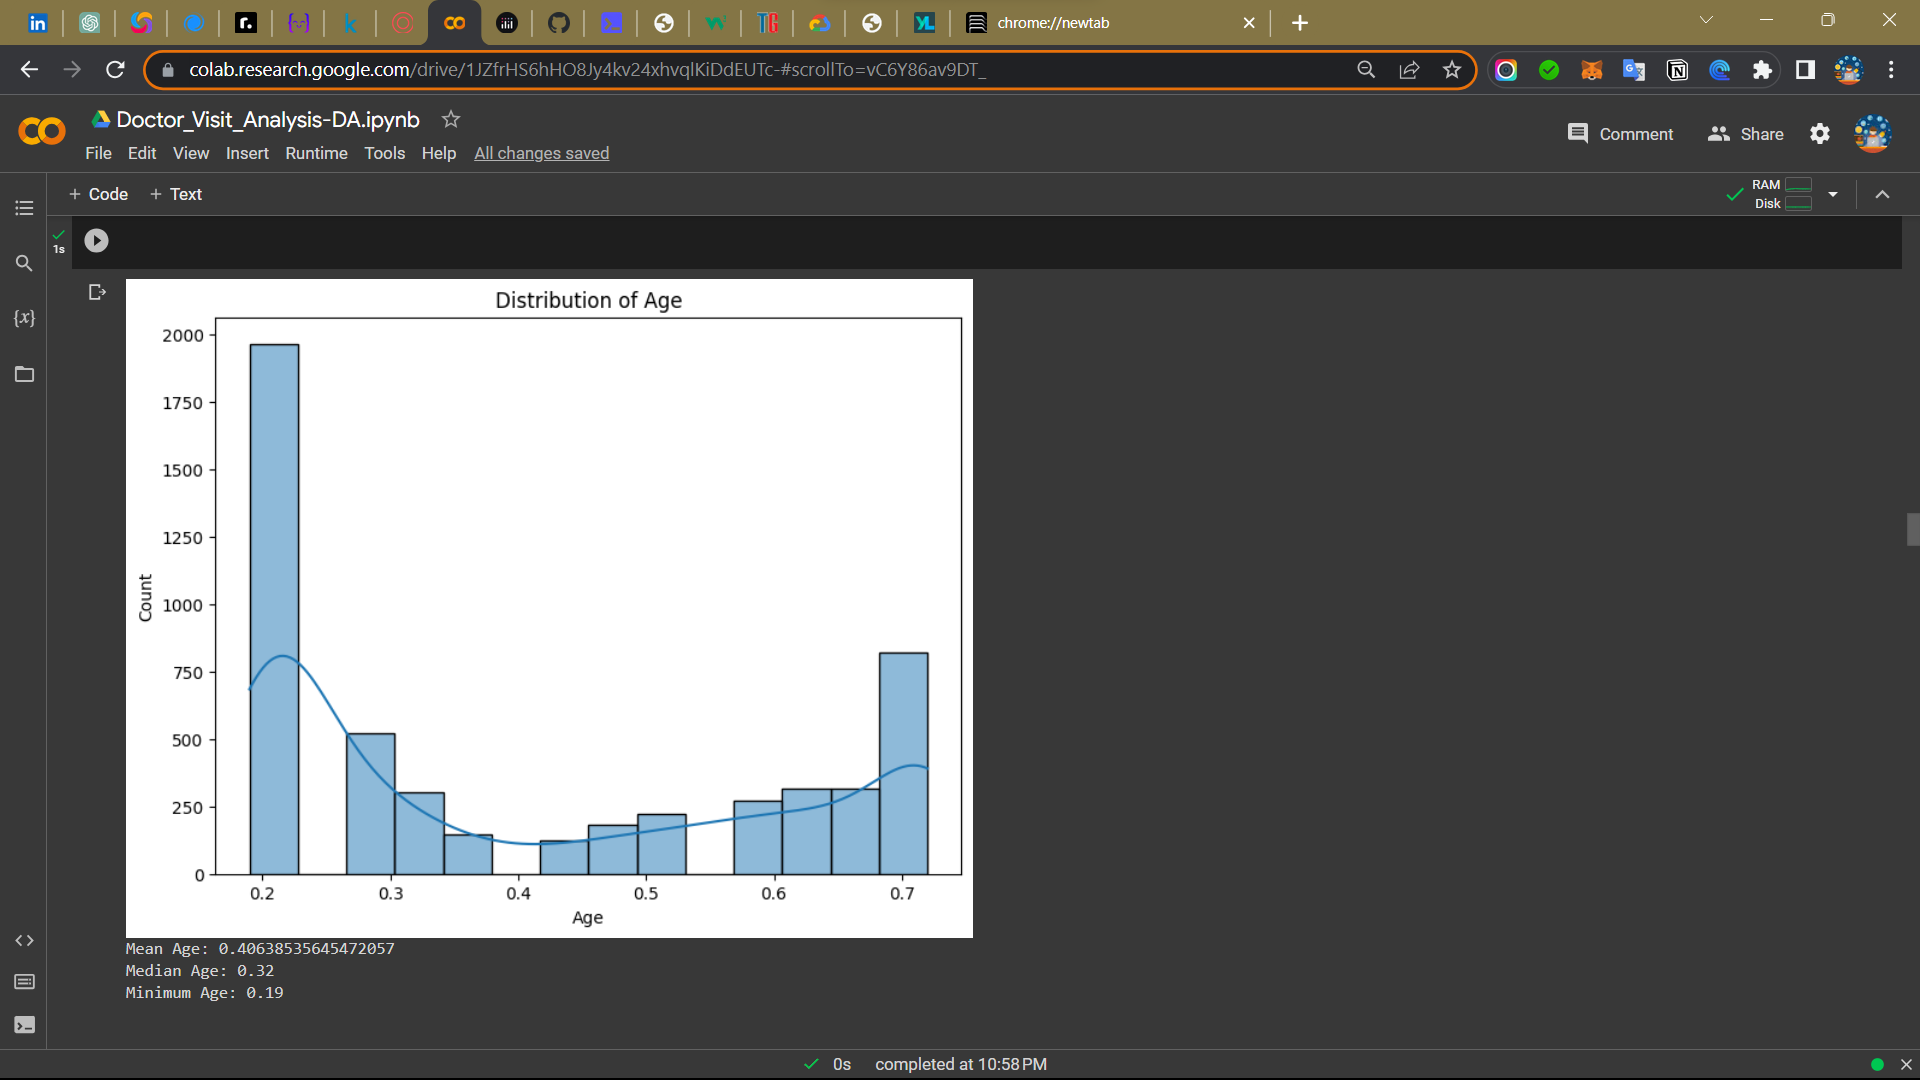 chrome://newtab
colab.research.google.com/drive/1JZfrHS6hHO8Jy4kv24xhvqlKiDdEUTc-#scrollTo=vC6Y86av9DT_
Doctor_Visit_Analysis-DA.ipynb
Comment
Share
File
Edit
View
Insert
Runtime
Tools
Help
All changes saved
+ Code
+ Text
RAM
Disk
1s
Distribution of Age
2000
1750
1500
1250
1000
750
500
250
0
Count
0.2
0.3
0.4
0.5
0.6
0.7
Age
Mean Age: 0.40638535645472057
Median Age: 0.32
Minimum Age: 0.19
0s
completed at 10:58 PM